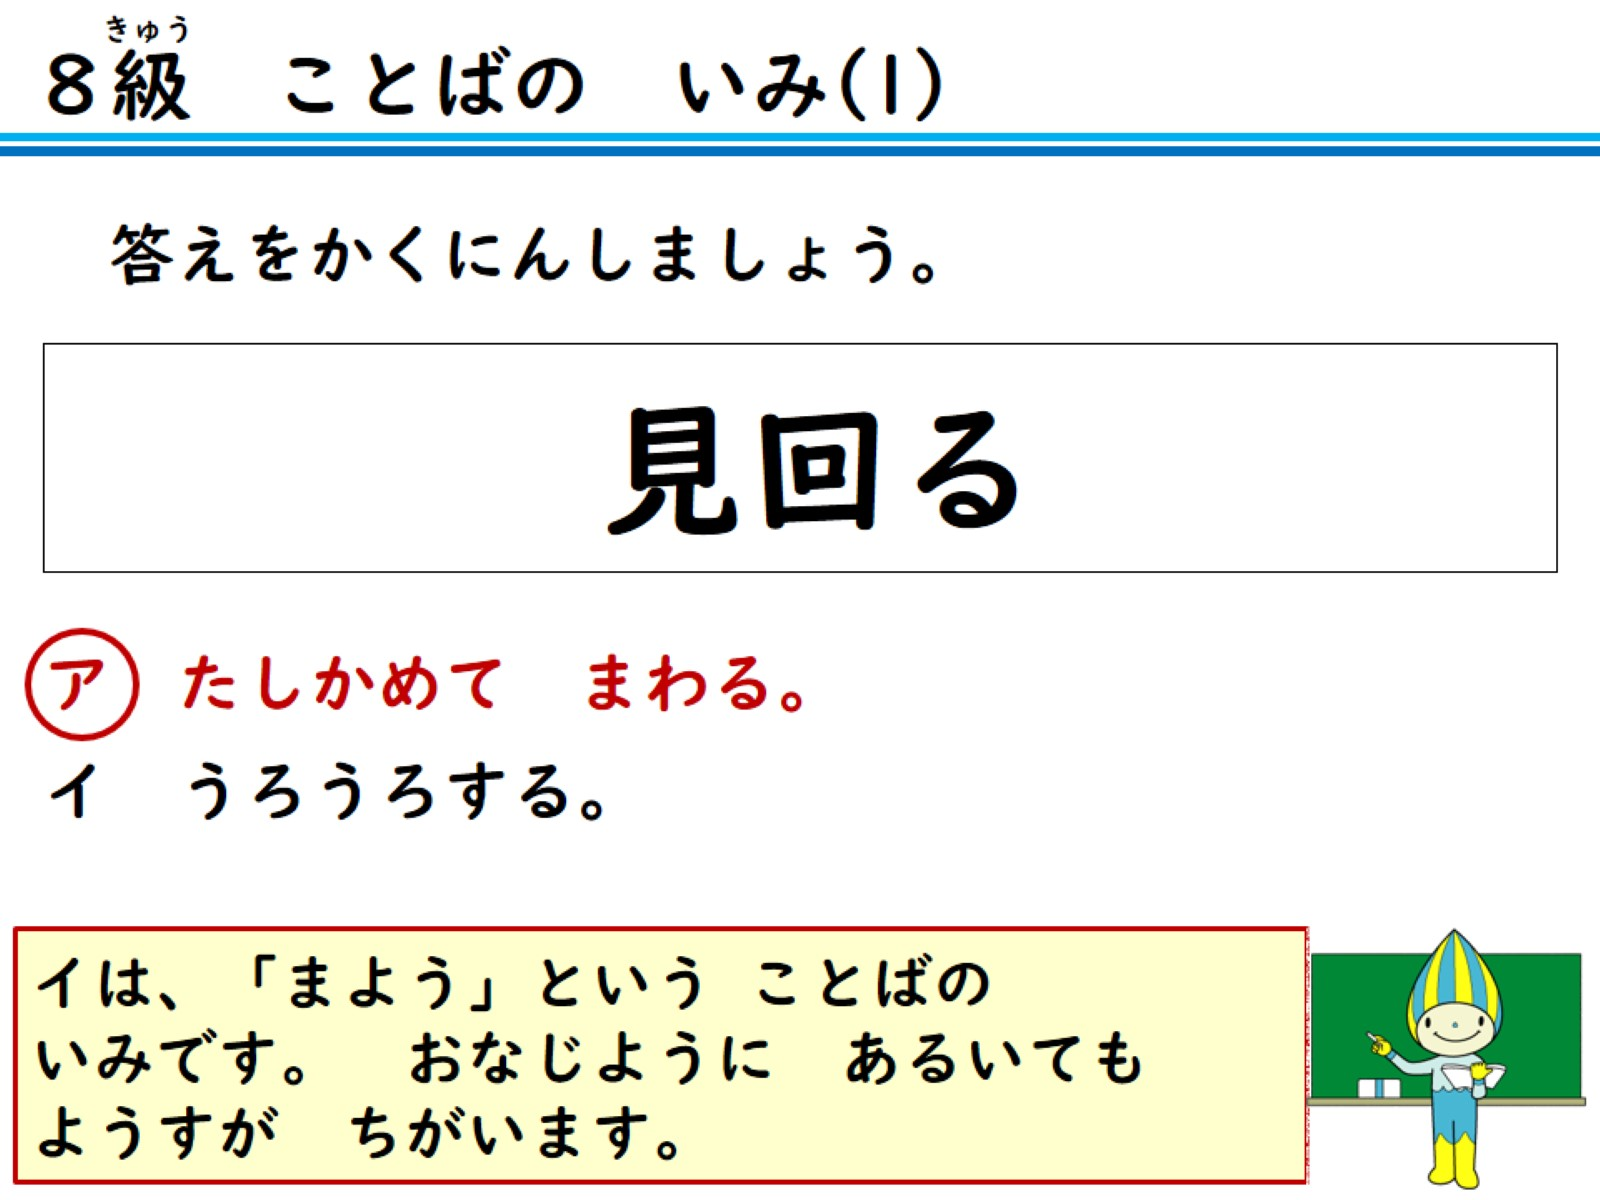 きゅう
８級　ことばの　いみ(1)
答えをかくにんしましょう。
見回る
ア　たしかめて　まわる。
イ　うろうろする。
イは、「まよう」という ことばの
いみです。　おなじように　あるいても
ようすが　ちがいます。